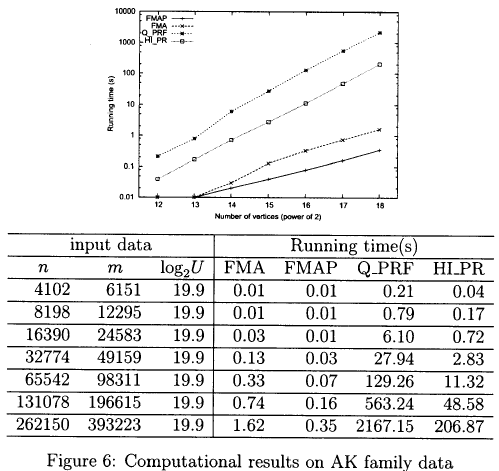 FMAP
FMA
Q_PRF
HI_PR
10000
1000
100
10
1
0.1
0.01
Running time (s)
12 13 14 15 16 17 18
Number of vertices (power of 2)
input data Running time(s)
n m log2U FMA FMAP Q_PRF HI_PR
4102 6151 19.9 0.01 0.01 0.21 0.04
8198 12295 19.9 0.01 0.01 0.79 0.17
16390 24583 19.9 0.03 0.01 6.10 0.72
32774 49159 19.9 0.13 0.03 27.94 2.83
65542 98311 19.9 0.33 0.07 129.26 11.32
131078 196615 19.9 0.74 0.16 563.24 48.58
262150 393223 19.9 1.62 0.35 2167.15 206.87
Figure 6: Computational results on AK family data